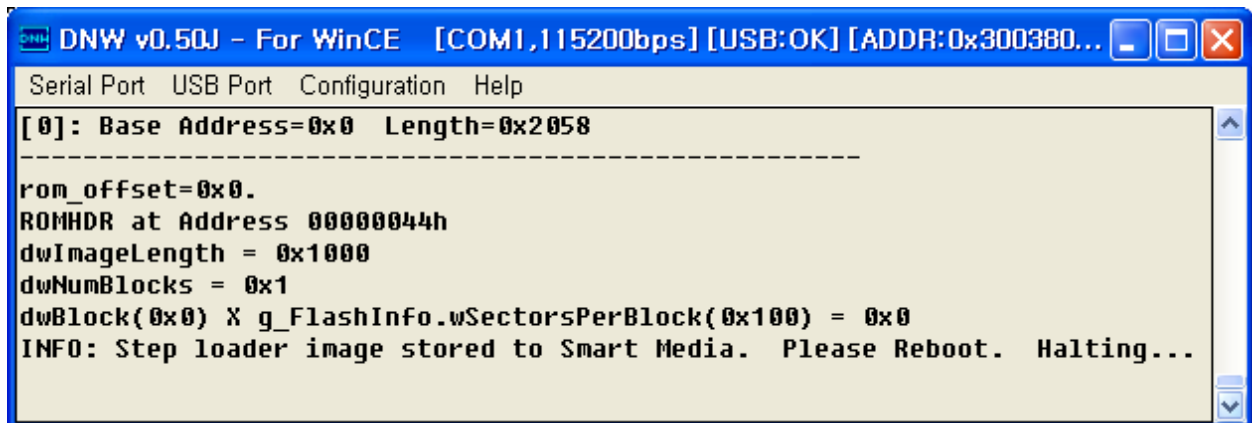 DNW v0.50J - For WinCE [COM1,115200bps] [USB:OK] [ADDR:0x300380...
Serial Port USB Port Configuration Help
[0]: Base Address=0x0 Length=0x2058
------------------------------------------------------
rom_offset=0x0.
ROMHDR at Address 00000044h
dwImageLength = 0x1000
dwNumBlocks = 0x1
dwBlock(0x0) X g_FlashInfo.wSectorsPerBlock(0x100) = 0x0
INFO: Step loader image stored to Smart Media. Please Reboot. Halting...